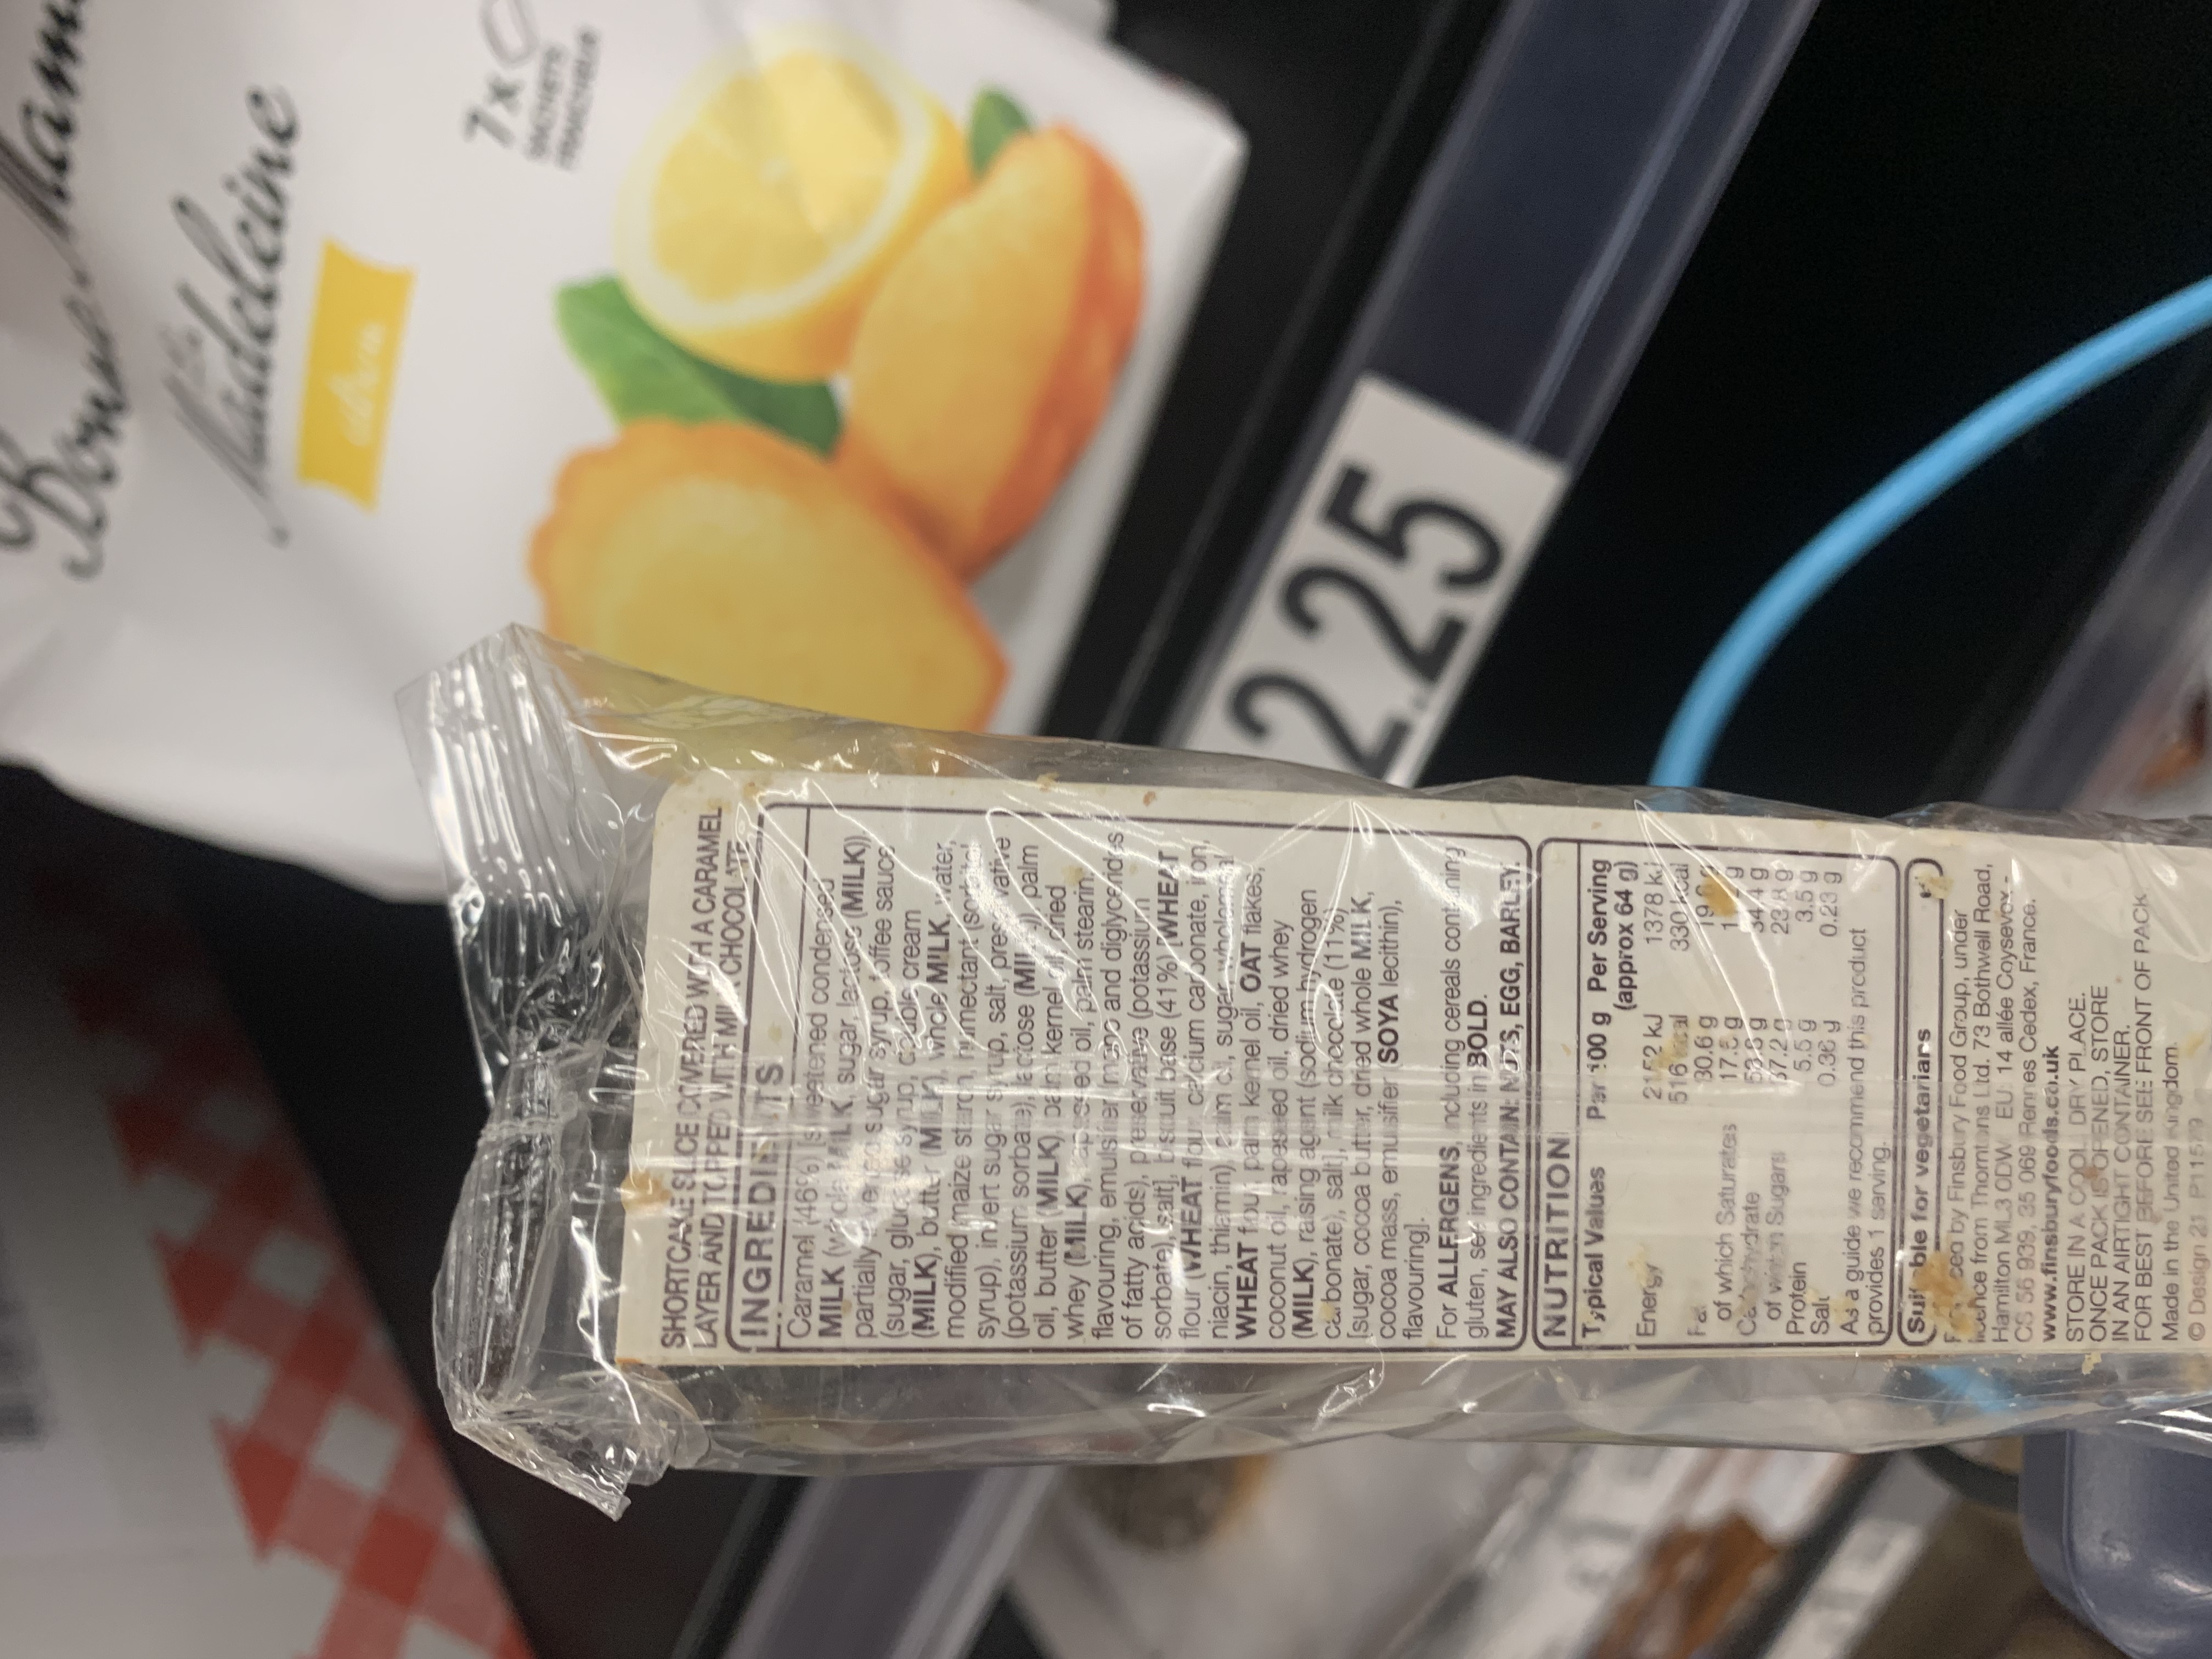 Bonne Mam
La
Madeleine
citron
7x
SACHETS
FRAICHEUR
SHORTCAKE SLICE COVERED WITH A CARAMEL
LAYER AND TOPPED WITH MILK CHOCOLATE
INGREDIENTS
Caramel (46%) [sweetened condensed
MILK (whole MILK, sugar, lactose (MILK)),
partially inverted sugar syrup, toffee sauce
(sugar, glucose syrup, double cream
(MILK), butter (MILK), whole MILK, water,
modified maize starch, humectant (sorbitol
syrup), invert sugar syrup, salt, preservative
(potassium sorbate), lactose (MILK)), palm
oil, butter (MILK), palm kernel oil, dried
whey (MILK), rapeseed oil, palm stearin,
flavouring, emulsifier (mono and diglycerides
of fatty acids), preservative (potassium
sorbate), salt], biscuit base (41%) [WHEAT
flour (WHEAT flour, calcium carbonate, iron,
niacin, thiamin), palm oil, sugar, wholemeal
WHEAT flour, palm kernel oil, OAT flakes,
coconut oil, rapeseed oil, dried whey
(MILK), raising agent (sodium hydrogen
carbonate), salt], milk chocolate (11%)
[sugar, cocoa butter, dried whole MILK,
cocoa mass, emulsifier (SOYA lecithin),
flavouring].
For ALLERGENS, including cereals containing
gluten, see ingredients in BOLD.
MAY ALSO CONTAIN: NUTS, EGG, BARLEY.
NUTRITION
Typical Values Per 100 g Per Serving
(approx 64 g)
Energy 2152 kJ 1378 kJ
516 kcal 330 kcal
Fat 30.6 g
of which Saturates
Carbohydrate 34.4 g
of which Sugars 37.2 g 23.8 g
Protein 5.5 g 3.5 g
Salt 0.36 g 0.23 g
As a guide we recommend this product
provides 1 serving.
Suitable for vegetarians
Produced by Finsbury Food Group, under
licence from Thorntons Ltd. 73 Bothwell Road,
Hamilton ML3 0DW EU: 14 allée Coysevox -
CS 56 939, 35 069 Rennes Cedex, France.
www.finsburyfoods.co.uk
STORE IN A COOL DRY PLACE.
ONCE PACK IS OPENED, STORE
IN AN AIRTIGHT CONTAINER.
FOR BEST BEFORE SEE FRONT OF PACK
Made in the United Kingdom.
© Design 21 
2.25